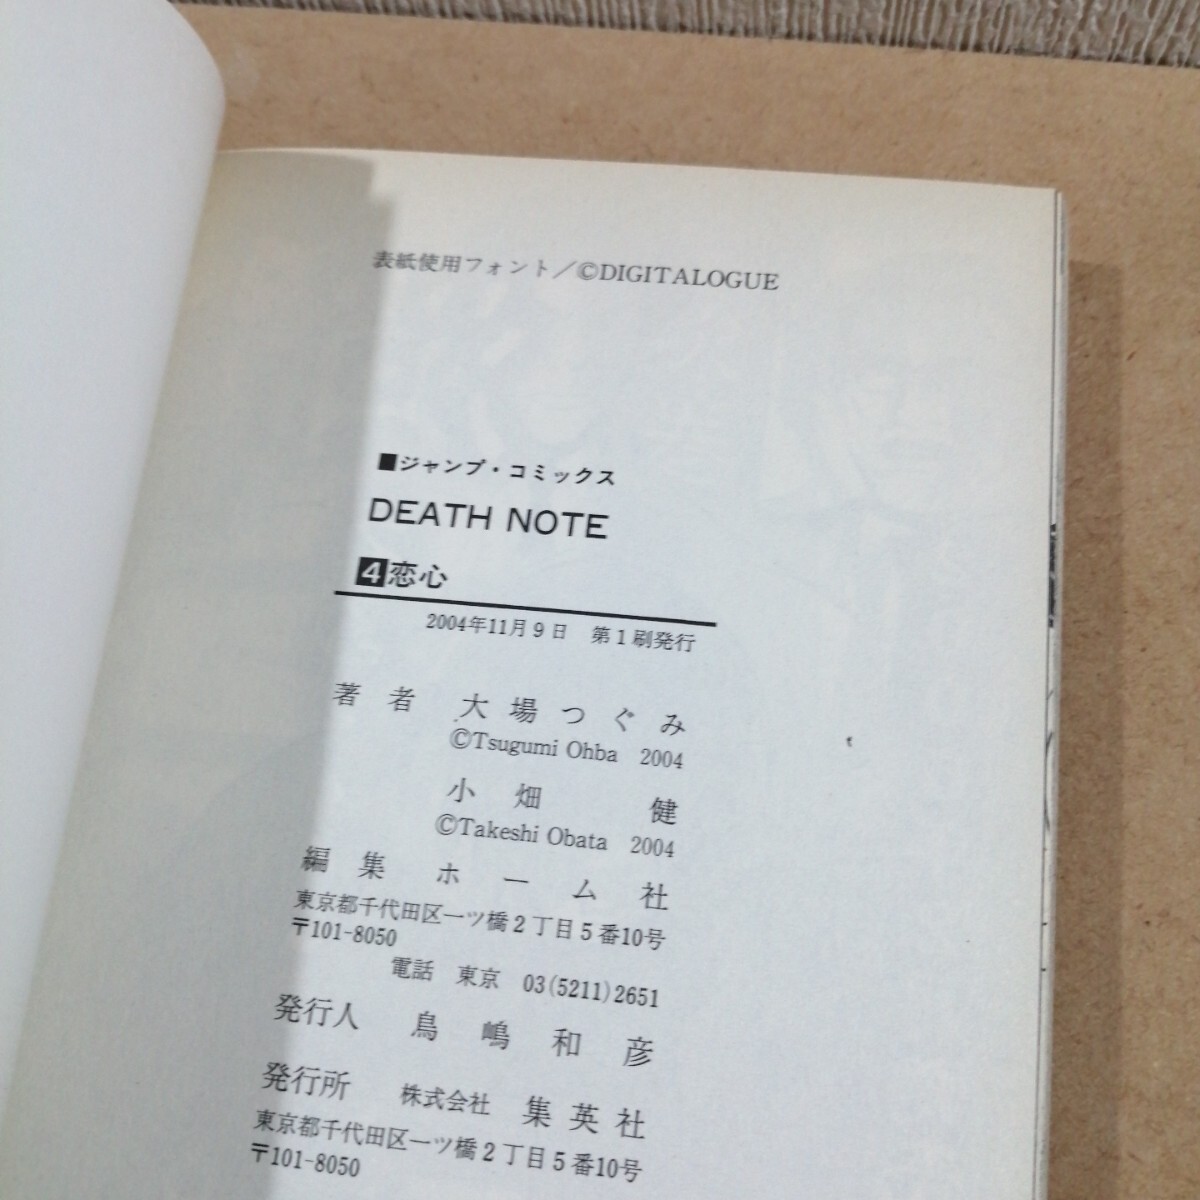 表紙使用フォント／©DIGITALOGUE
■ジャンプ・コミックス
DEATH NOTE
4恋心
2004年11月9日　第1刷発行
著者　大場つぐみ
©Tsugumi Ohba　2004
小畑　健
©Takeshi Obata　2004
編集　ホーム社
東京都千代田区一ツ橋2丁目5番10号
〒101-8050
電話　東京　03(5211)2651
発行人　鳥嶋和彦
発行所　株式会社　集英社
東京都千代田区一ツ橋2丁目5番10号
〒101-8050